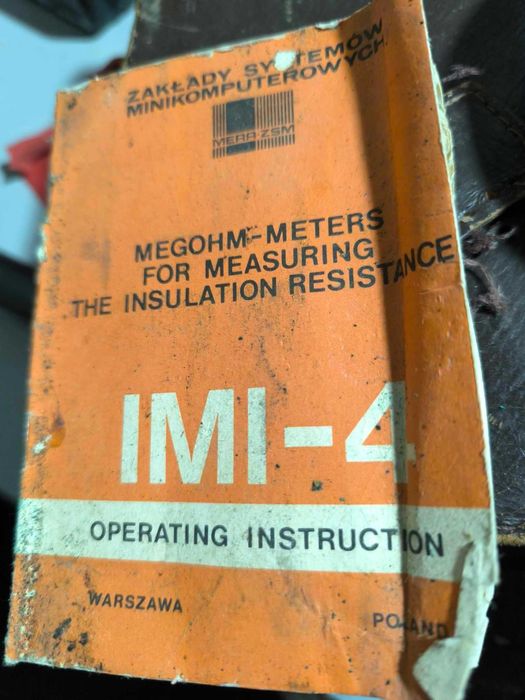 ZAKŁADY SYSTEMÓW
MINIKOMPUTEROWYCH
MERA-ZSM
MEGOHM-METERS
FOR MEASURING
THE INSULATION RESISTANCE
IMI-4
OPERATING INSTRUCTION
WARSZAWA
POLAND